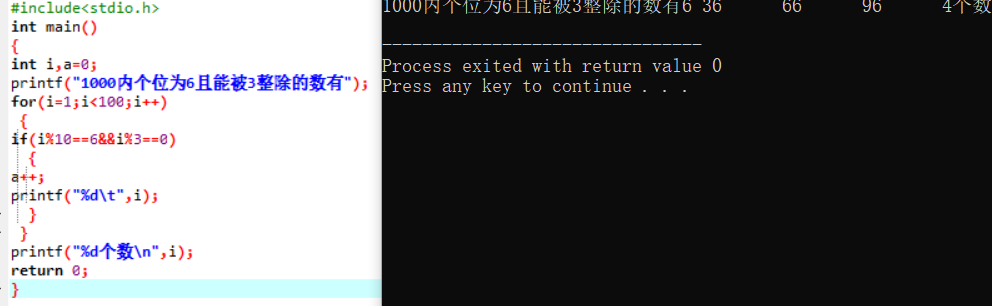 #include<stdio.h>
int main()
{
int i,a=0;
printf("1000内个位为6且能被3整除的数有");
for(i=1;i<100;i++)
{
if(i%10==6&&i%3==0)
{
a++;
printf("%d\t",i);
}
}
printf("%d个数\n",i);
return 0;
}
1000内个位为6且能被3整除的数有6 36 66 96 4个数
--------------------------------
Process exited with return value 0
Press any key to continue . . .